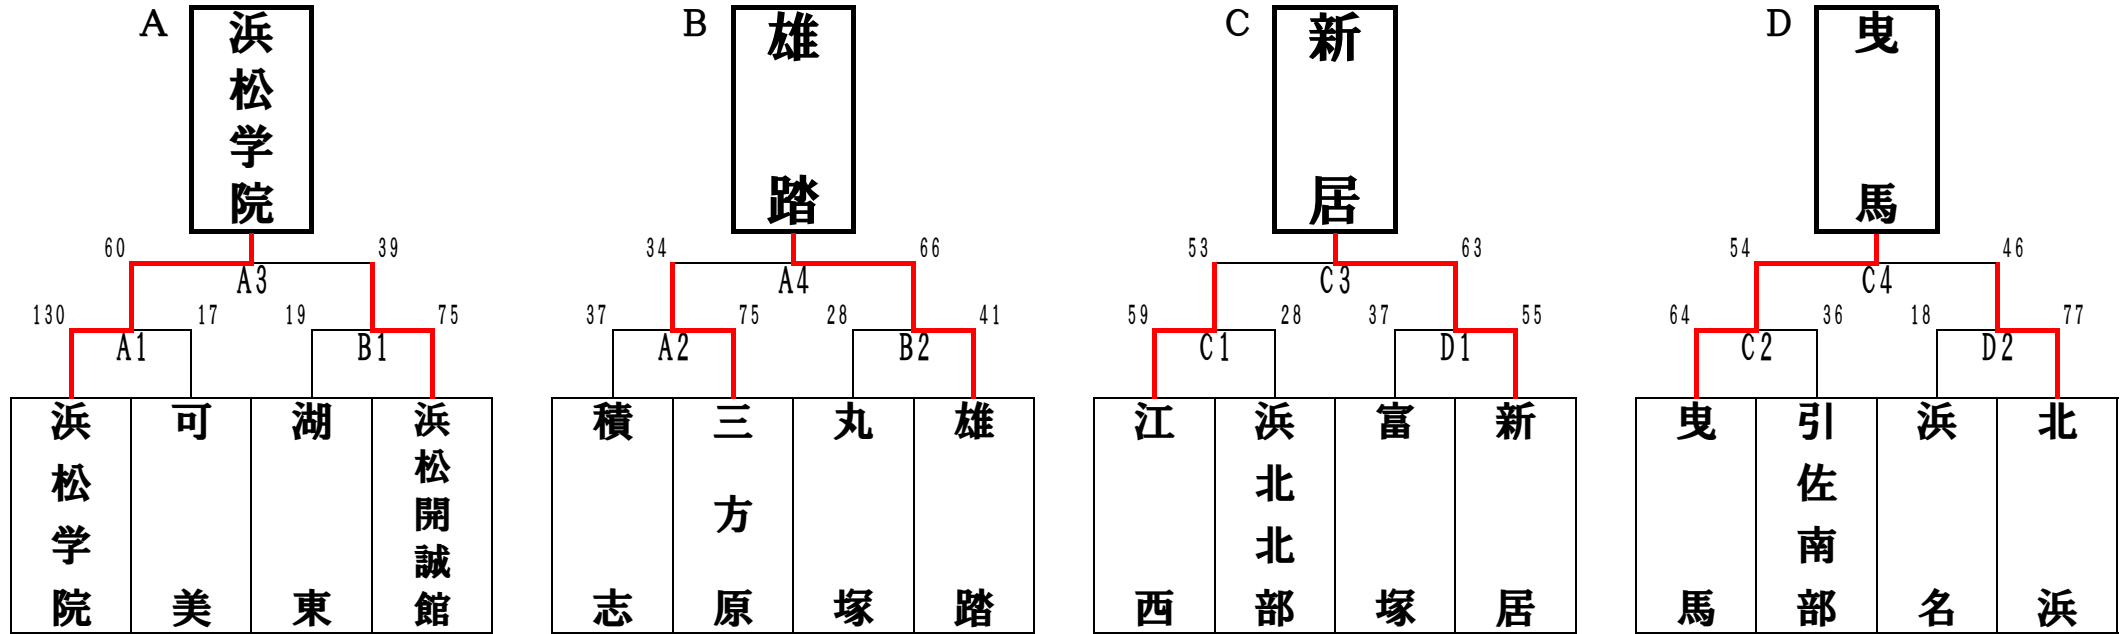 A 浜松学院 B 雄踏 C 新居 D 曳馬
60 39 34 66 53 63 54 46
A3 A4 C3 C4
130 17 19 75 37 75 28 41 59 28 37 55 64 36 18 77
A1 B1 A2 B2 C1 D1 C2 D2
浜松学院 可美 湖東 浜松開誠館 積志 三方原 丸塚 雄踏 江西 浜北北部 富塚 新居 曳馬 引佐南部 浜名 北浜